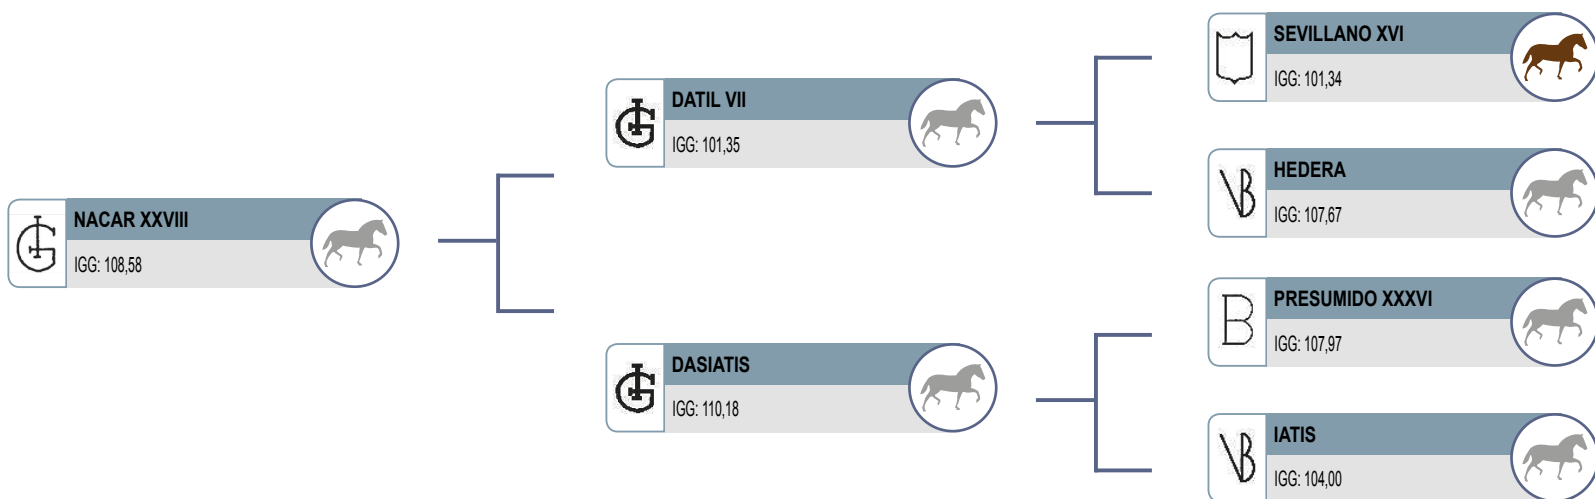 NACAR XXVIII
IGG: 108,58
DATIL VII
IGG: 101,35
DASIATIS
IGG: 110,18
SEVILLANO XVI
IGG: 101,34
HEDERA
IGG: 107,67
PRESUMIDO XXXVI
IGG: 107,97
IATIS
IGG: 104,00